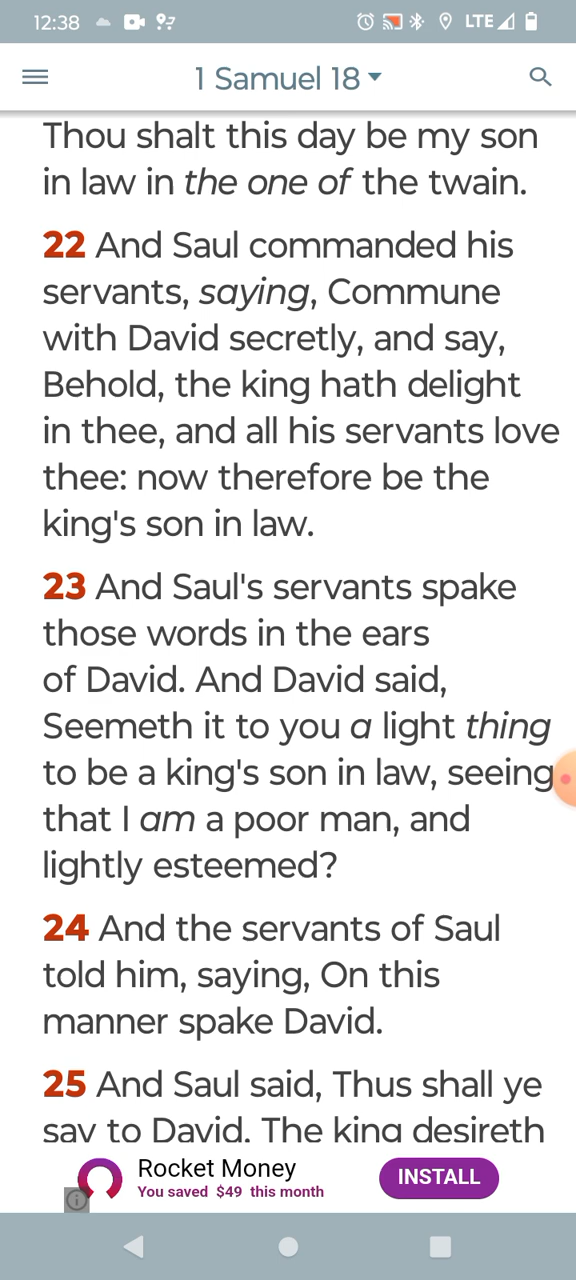 12:38
LTE
1 Samuel 18
Thou shalt this day be my son
in law in the one of the twain.
22 And Saul commanded his
servants, saying, Commune
with David secretly, and say,
Behold, the king hath delight
in thee, and all his servants love
thee: now therefore be the
king's son in law.
23 And Saul's servants spake
those words in the ears
of David. And David said,
Seemeth it to you a light thing
to be a king's son in law, seeing
that I am a poor man, and
lightly esteemed?
24 And the servants of Saul
told him, saying, On this
manner spake David.
25 And Saul said, Thus shall ye
say to David, The king desireth
Rocket Money
You saved $49 this month
INSTALL